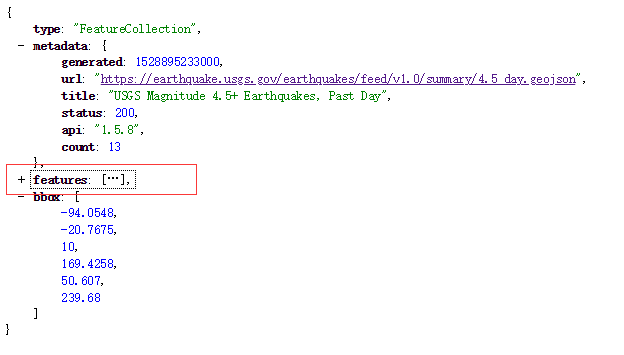 {
type: "FeatureCollection",
- metadata: {
generated: 1528895233000,
url: "https://earthquake.usgs.gov/earthquakes/feed/v1.0/summary/4.5_day.geojson",
title: "USGS Magnitude 4.5+ Earthquakes, Past Day",
status: 200,
api: "1.5.8",
count: 13
},
+ features: […],
- bbox: [
-94.0548,
-20.7675,
10,
169.4258,
50.607,
239.68
]
}